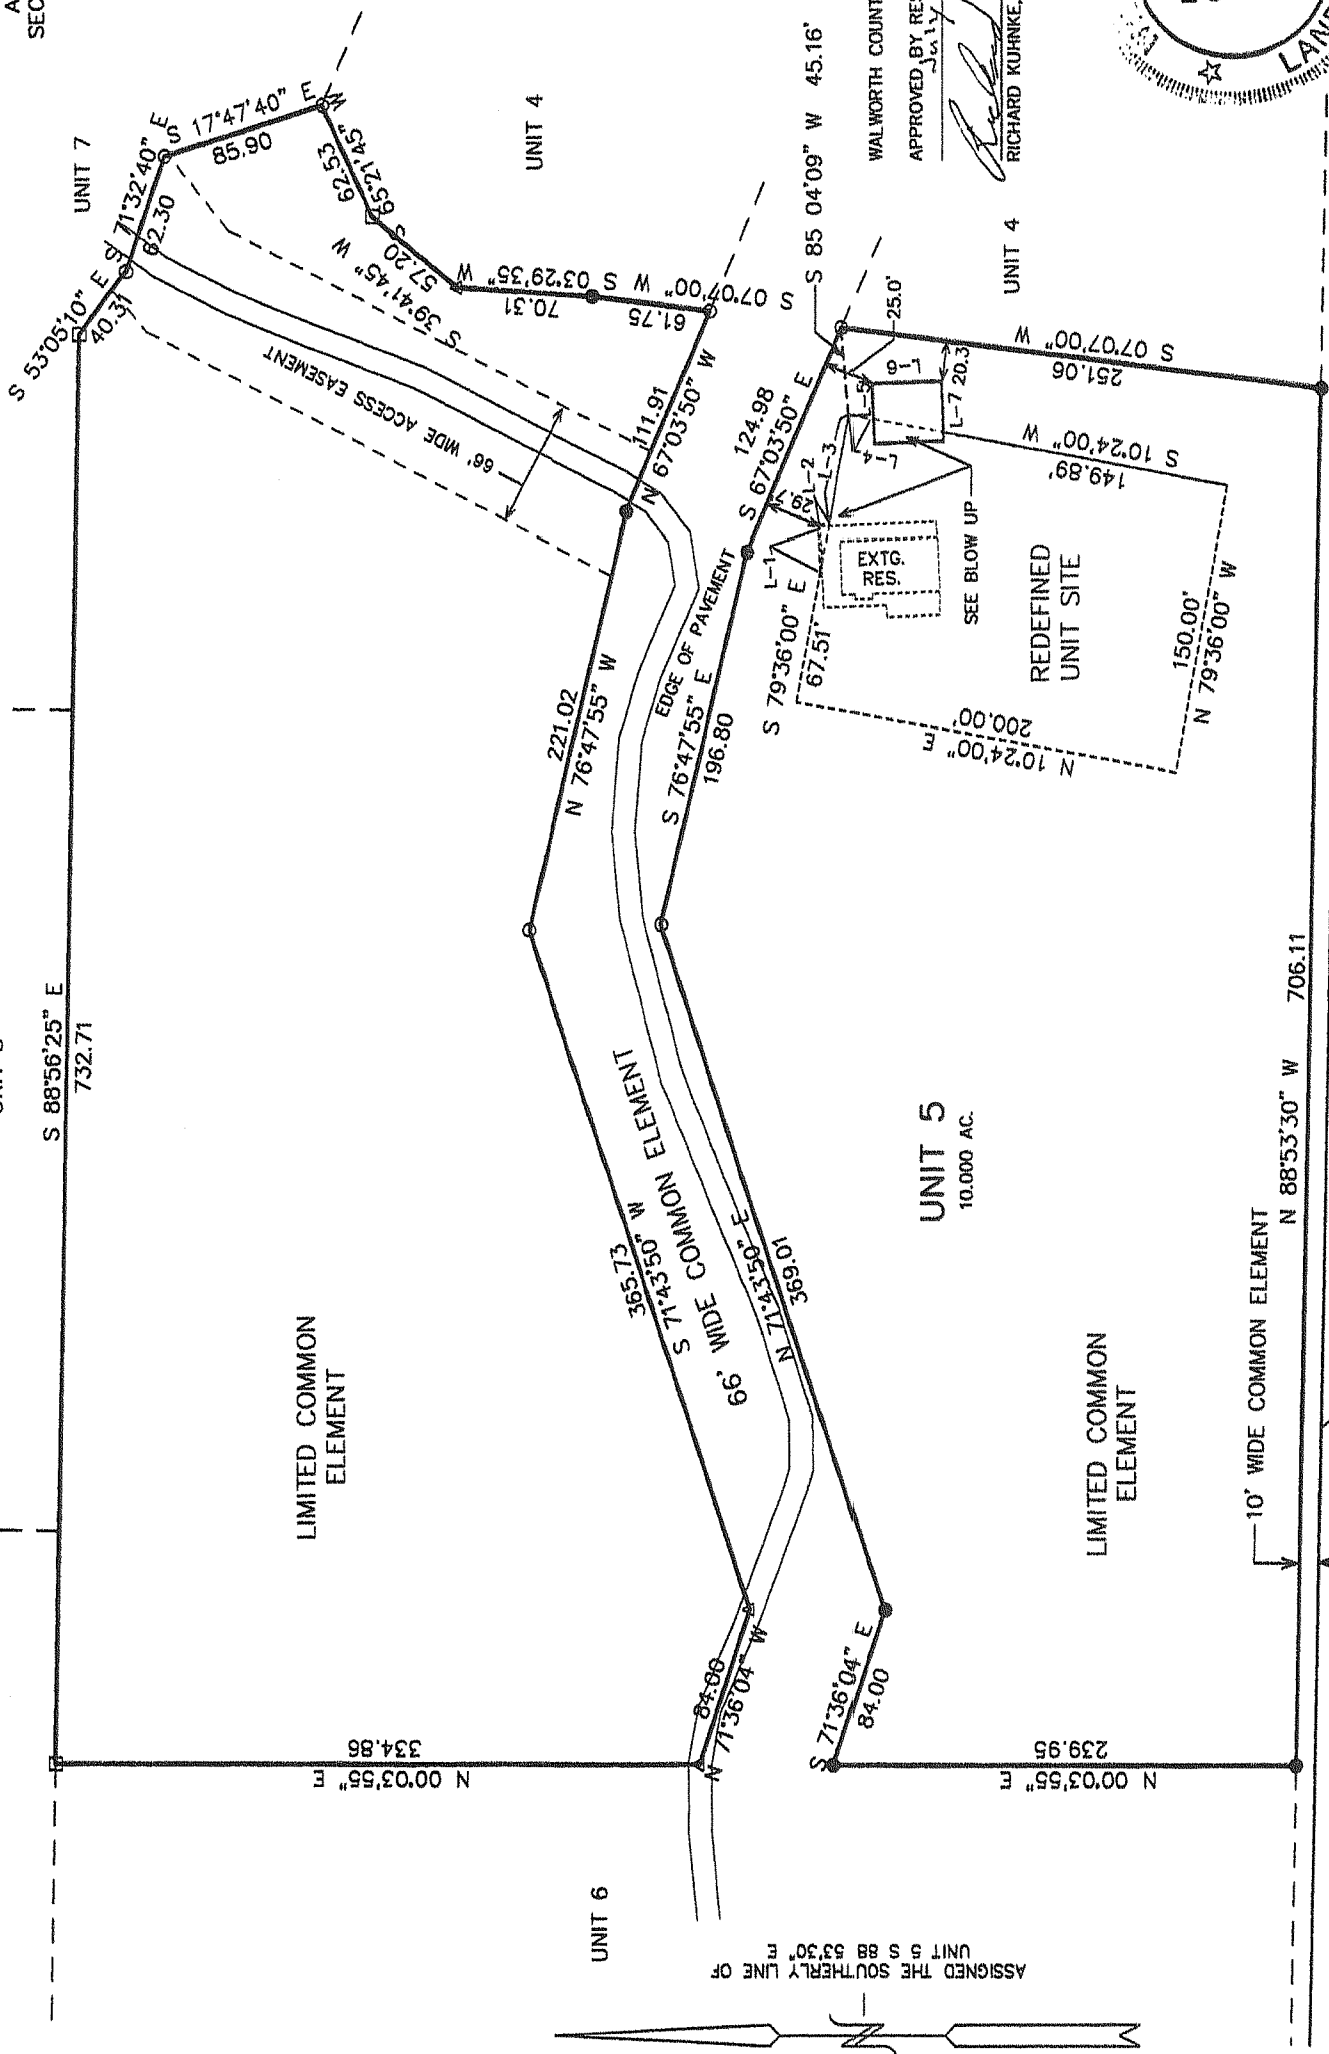 UNIT 7
S 88°56'25" E
732.71
S 53°05'10" E
40.31
S 71°32'40" E
62.30
S 17°47'40" E
85.90
S 65°21'45" W
62.53
S 39°41'45" W
57.20
S 03°29'35" W
70.31
S 07°07'00" W
61.75
UNIT 4
66' WIDE ACCESS EASEMENT
N 67°03'50" W
111.91
221.02
N 76°47'55" W
365.73
S 71°43'50" W
84.00
N 71°36'04" W
N 00°03'55" E
334.86
LIMITED COMMON
ELEMENT
66' WIDE COMMON ELEMENT
EDGE OF PAVEMENT
UNIT 6
S 71°36'04" E
84.00
N 71°43'50" E
369.01
S 76°47'55" E
196.80
S 67°03'50" E
124.98
S 85 04'09" W 45.16'
S 07°07'00" W
251.06
UNIT 4
25.0'
20.3
29.7
L-1
L-2
L-3
L-4
L-5
L-6
L-7
S 79°36'00" E
67.51'
EXTG.
RES.
SEE BLOW UP
S 10°24'00" W
149.89'
REDEFINED
UNIT SITE
N 10°24'00" E
200.00'
150.00'
N 79°36'00" W
UNIT 5
10.000 AC.
LIMITED COMMON
ELEMENT
N 00°03'55" E
239.95
10' WIDE COMMON ELEMENT
N 88°53'30" W 706.11
ASSIGNED THE SOUTHERLY LINE OF
UNIT 5 S 88 53'30" E
WALWORTH COUNT
APPROVED BY RES
July
RICHARD KUHNKE,
LAN